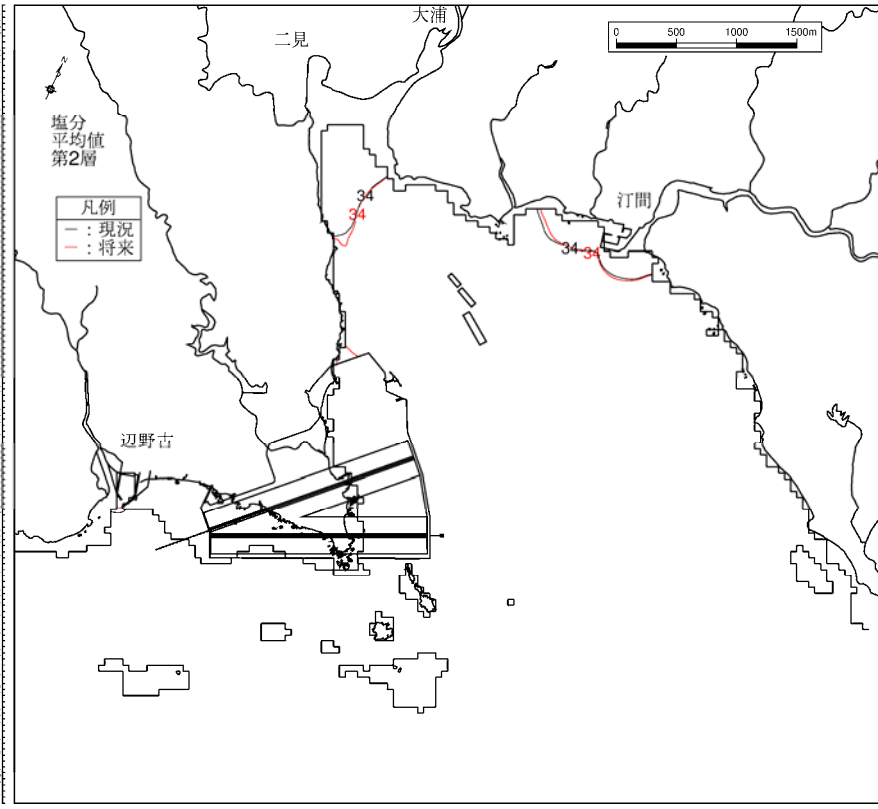 大浦
二見
0 500 1000 1500m
N
塩分
平均値
第2層
凡例
― : 現況
― : 将来
34
34
汀間
34 34
辺野古